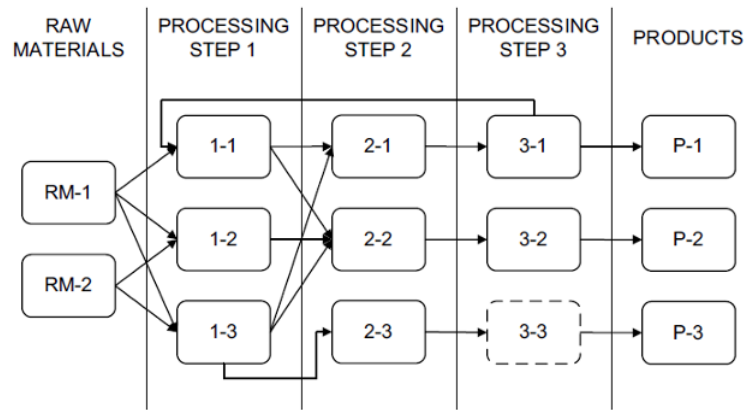 RAW MATERIALS
PROCESSING STEP 1
PROCESSING STEP 2
PROCESSING STEP 3
PRODUCTS
1-1
2-1
3-1
P-1
RM-1
1-2
2-2
3-2
P-2
RM-2
1-3
2-3
3-3
P-3